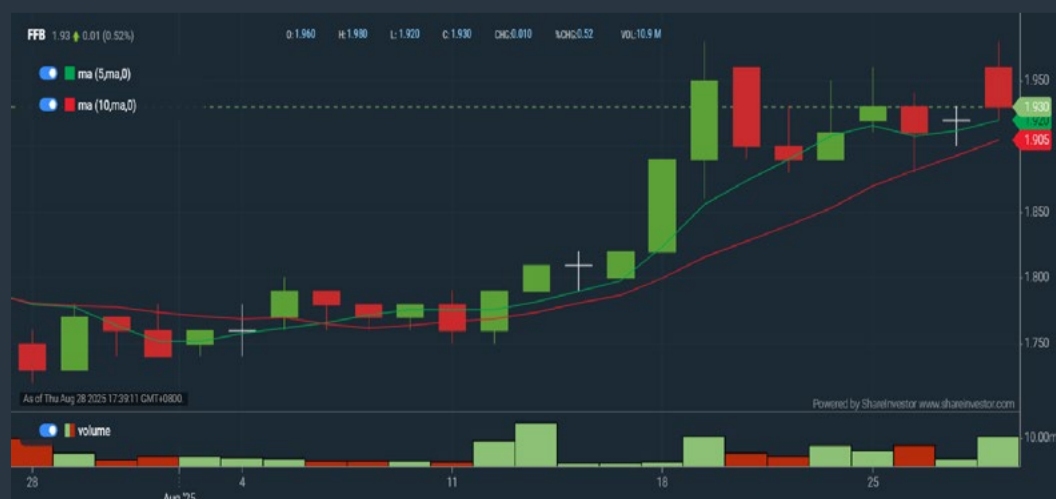 FFB 1.93 0.01 (0.52%) O:1.960 H:1.980 L:1.920 C:1.930 CHG:0.010 %CHG:0.52 VOL:10.9 M
ma (5,ma,0)
ma (10,ma,0)
1.950
1.930
1.920
1.905
1.850
1.800
1.750
As of Thu Aug 28 2025 17:39:11 GMT+0800
Powered by ShareInvestor www.shareinvestor.com
volume
10.00m
28 4 11 18 25
Aug '25